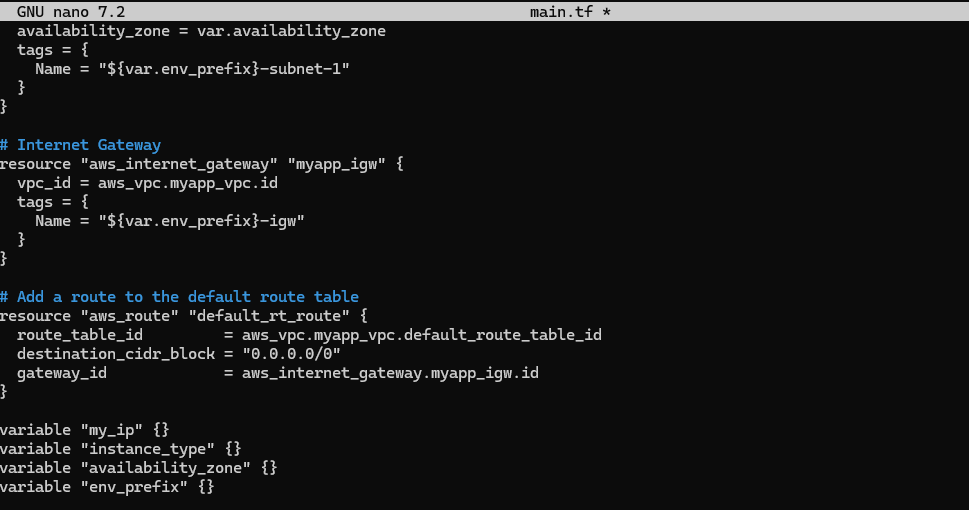 GNU nano 7.2 main.tf *
  availability_zone = var.availability_zone
  tags = {
    Name = "${var.env_prefix}-subnet-1"
  }
}

# Internet Gateway
resource "aws_internet_gateway" "myapp_igw" {
  vpc_id = aws_vpc.myapp_vpc.id
  tags = {
    Name = "${var.env_prefix}-igw"
  }
}

# Add a route to the default route table
resource "aws_route" "default_rt_route" {
  route_table_id         = aws_vpc.myapp_vpc.default_route_table_id
  destination_cidr_block = "0.0.0.0/0"
  gateway_id             = aws_internet_gateway.myapp_igw.id
}

variable "my_ip" {}
variable "instance_type" {}
variable "availability_zone" {}
variable "env_prefix" {}